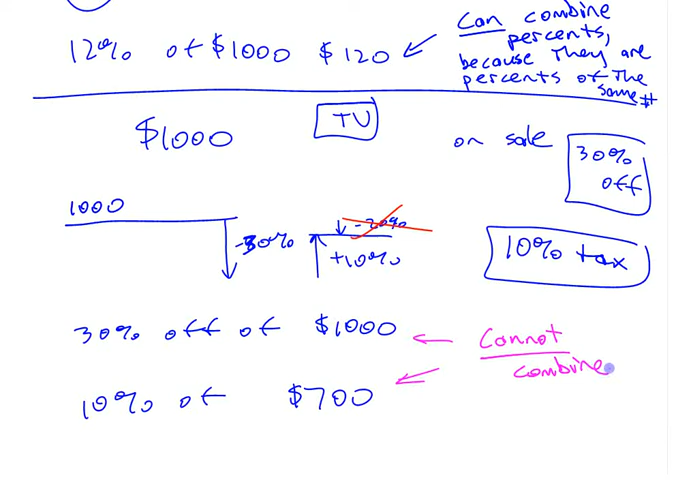 12% of $1000 $120
Can combine
percents,
because They are
percents of The
same #
$1000
TV
on sale
30%
off
1000
-30%
-20%
+10%
10% tax
30% off of $1000
Cannot
combine
10% of $700